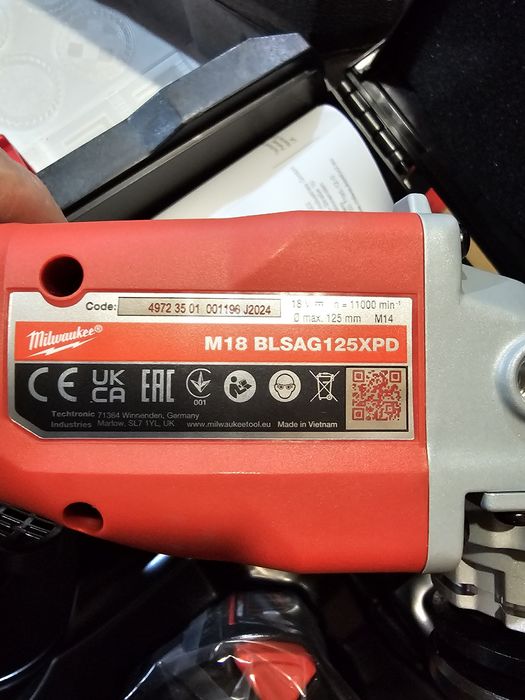 Code: 4972 35 01 001196 J2024
18 V n = 11000 min⁻¹
D max. 125 mm M14
Milwaukee®
M18 BLSAG125XPD
CE UK CA EAC 001
Techtronic Industries
71364 Winnenden, Germany
Marlow, SL7 1YL, UK
www.milwaukeetool.eu
Made in Vietnam